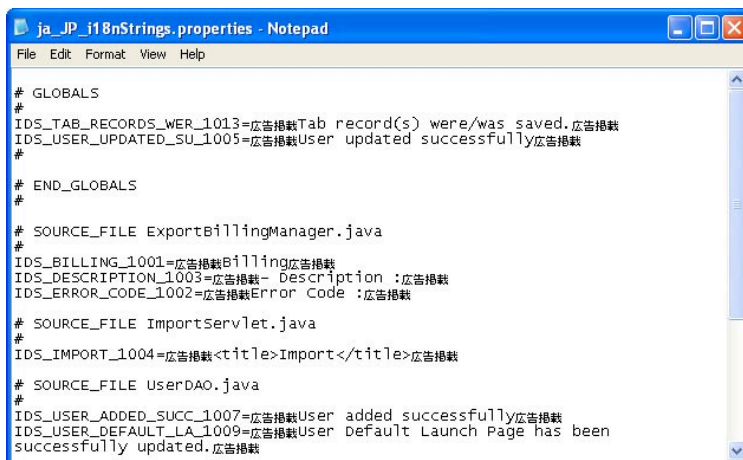 ja_JP_i18nStrings.properties - Notepad
File Edit Format View Help
# GLOBALS
#
IDS_TAB_RECORDS_WER_1013=広告掲載Tab record(s) were/was saved.広告掲載
IDS_USER_UPDATED_SU_1005=広告掲載User updated successfully広告掲載
#
# END_GLOBALS
#
# SOURCE_FILE ExportBillingManager.java
#
IDS_BILLING_1001=広告掲載Billing広告掲載
IDS_DESCRIPTION_1003=広告掲載- Description :広告掲載
IDS_ERROR_CODE_1002=広告掲載Error Code :広告掲載
# SOURCE_FILE ImportServlet.java
#
IDS_IMPORT_1004=広告掲載<title>Import</title>広告掲載
# SOURCE_FILE UserDAO.java
#
IDS_USER_ADDED_SUCC_1007=広告掲載User added successfully広告掲載
IDS_USER_DEFAULT_LA_1009=広告掲載User Default Launch Page has been
successfully updated.広告掲載